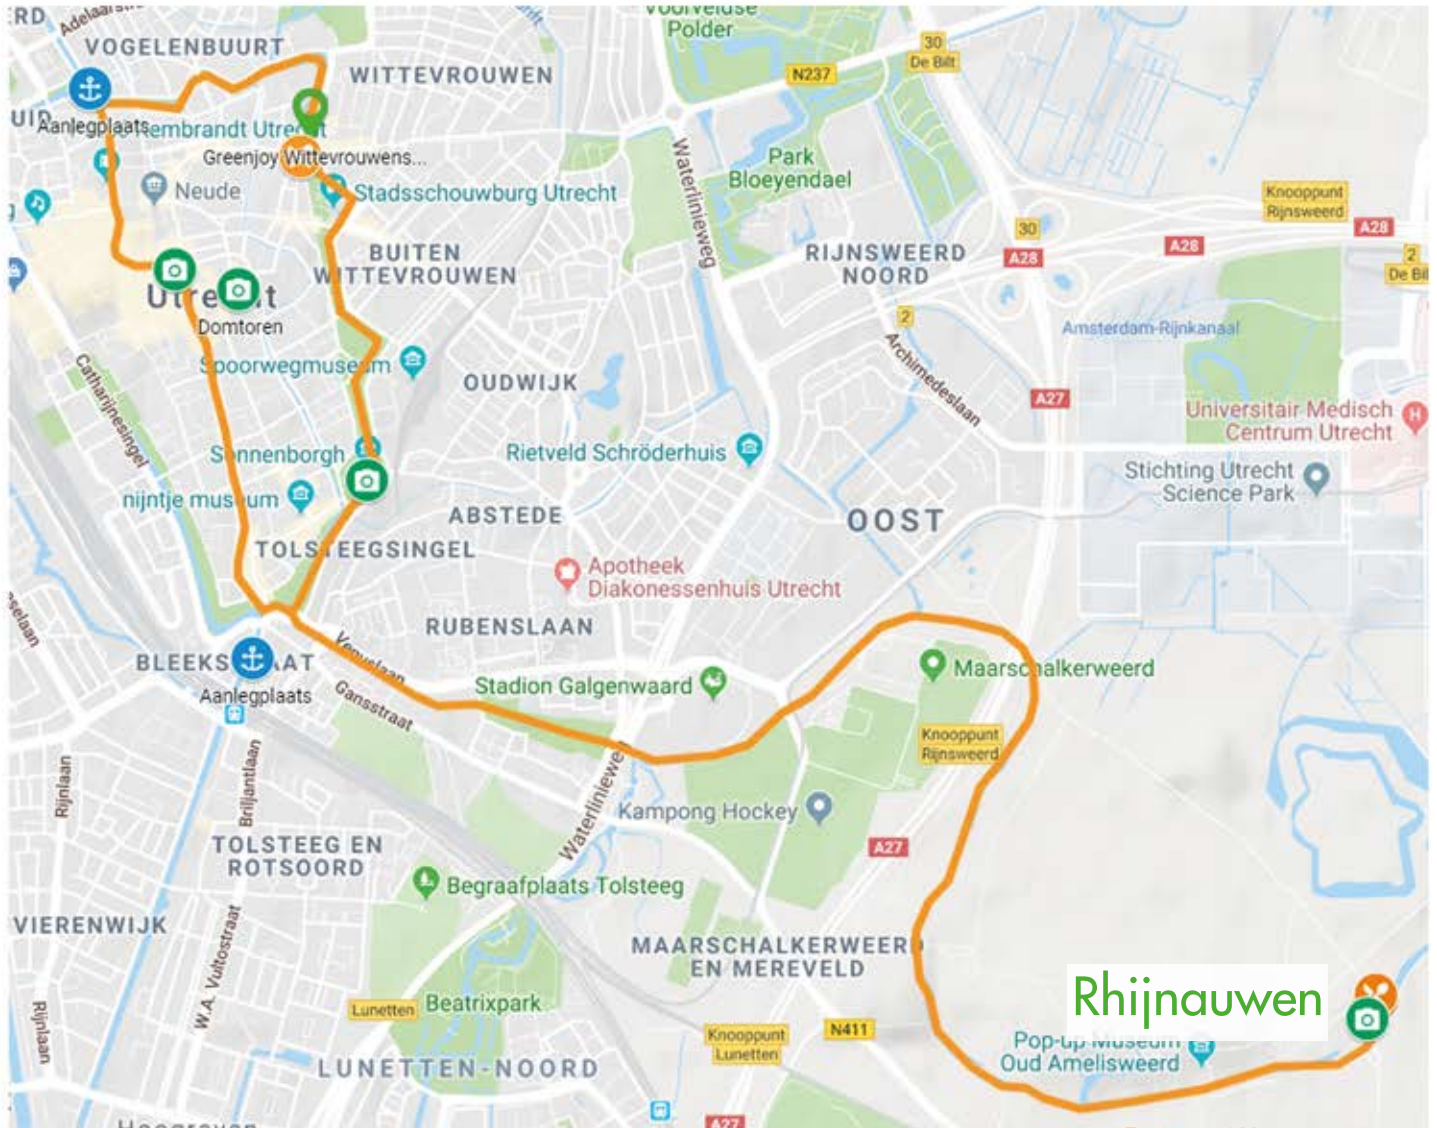 VOGELENBUURT
WITTEVROUWEN
Polder
30
De Bilt
N237
Aanlegplaats
Rembrandt Utrecht
Greenjoy Wittevrouwens...
Neude
Stadsschouwburg Utrecht
Waterlinieweg
Park
Bloeyendael
Knooppunt
Rijnsweerd
A28
30
A28
A28
2
BUITEN
WITTEVROUWEN
RIJNSWEERD
NOORD
Utrecht
Domtoren
2
Amsterdam-Rijnkanaal
Archimedeslaan
Spoorwegmuseum
OUDWIJK
A27
Catharijnesingel
Universitair Medisch
Centrum Utrecht
H
Sonnenborgh
Rietveld Schröderhuis
Stichting Utrecht
Science Park
nijntje museum
ABSTEDE
OOST
TOLSTEEGSINGEL
Apotheek
Diakonessenhuis Utrecht
RUBENSLAAN
Venuslaan
Gansstraat
Aanlegplaats
Stadion Galgenwaard
Maarschalkerweerd
Knooppunt
Rijnsweerd
Rijnlaan
Briljantlaan
Waterlinieweg
Kampong Hockey
A27
TOLSTEEG EN
ROTSOORD
Begraafplaats Tolsteeg
VIERENWIJK
W.A. Vultostraat
MAARSCHALKERWEERD
EN MEREVELD
Rhijnauwen
Rijnlaan
Lunetten
Beatrixpark
Knooppunt
Lunetten
N411
Pop-up Museum
Oud Amelisweerd
LUNETTEN-NOORD
A27